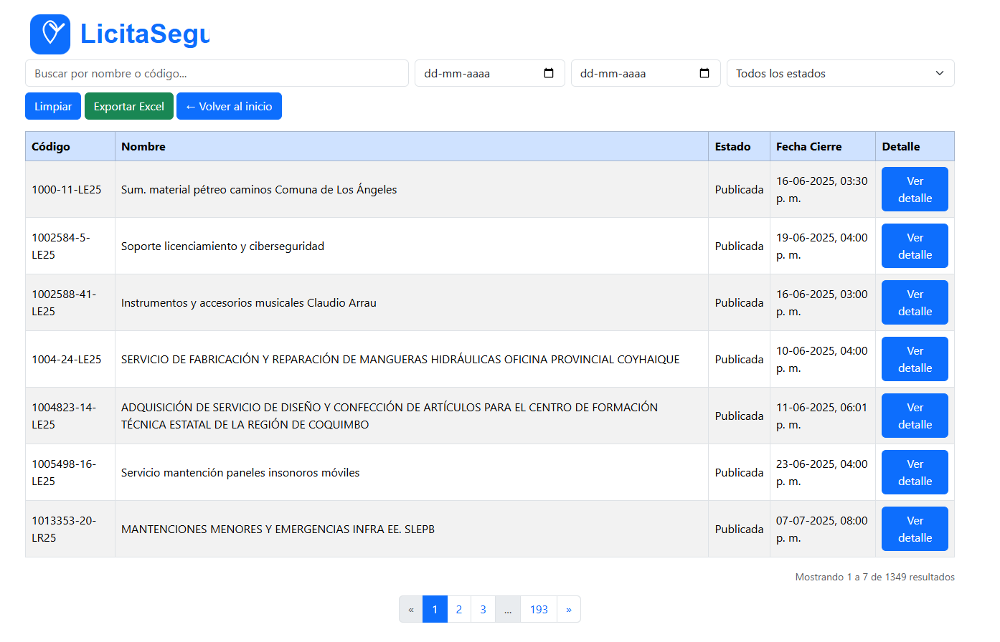 LicitaSegu
Buscar por nombre o código...
dd-mm-aaaa
dd-mm-aaaa
Todos los estados
Limpiar
Exportar Excel
← Volver al inicio
Código
Nombre
Estado
Fecha Cierre
Detalle
1000-11-LE25
Sum. material pétreo caminos Comuna de Los Ángeles
Publicada
16-06-2025, 03:30
p. m.
Ver
detalle
1002584-5-
LE25
Soporte licenciamiento y ciberseguridad
Publicada
19-06-2025, 04:00
p. m.
Ver
detalle
1002588-41-
LE25
Instrumentos y accesorios musicales Claudio Arrau
Publicada
16-06-2025, 03:00
p. m.
Ver
detalle
1004-24-LE25
SERVICIO DE FABRICACIÓN Y REPARACIÓN DE MANGUERAS HIDRÁULICAS OFICINA PROVINCIAL COYHAIQUE
Publicada
10-06-2025, 04:00
p. m.
Ver
detalle
1004823-14-
LE25
ADQUISICIÓN DE SERVICIO DE DISEÑO Y CONFECCIÓN DE ARTÍCULOS PARA EL CENTRO DE FORMACIÓN
TÉCNICA ESTATAL DE LA REGIÓN DE COQUIMBO
Publicada
11-06-2025, 06:01
p. m.
Ver
detalle
1005498-16-
LE25
Servicio mantención paneles insonoros móviles
Publicada
23-06-2025, 04:00
p. m.
Ver
detalle
1013353-20-
LR25
MANTENCIONES MENORES Y EMERGENCIAS INFRA EE. SLEPB
Publicada
07-07-2025, 08:00
p. m.
Ver
detalle
Mostrando 1 a 7 de 1349 resultados
« 1 2 3 ... 193 »